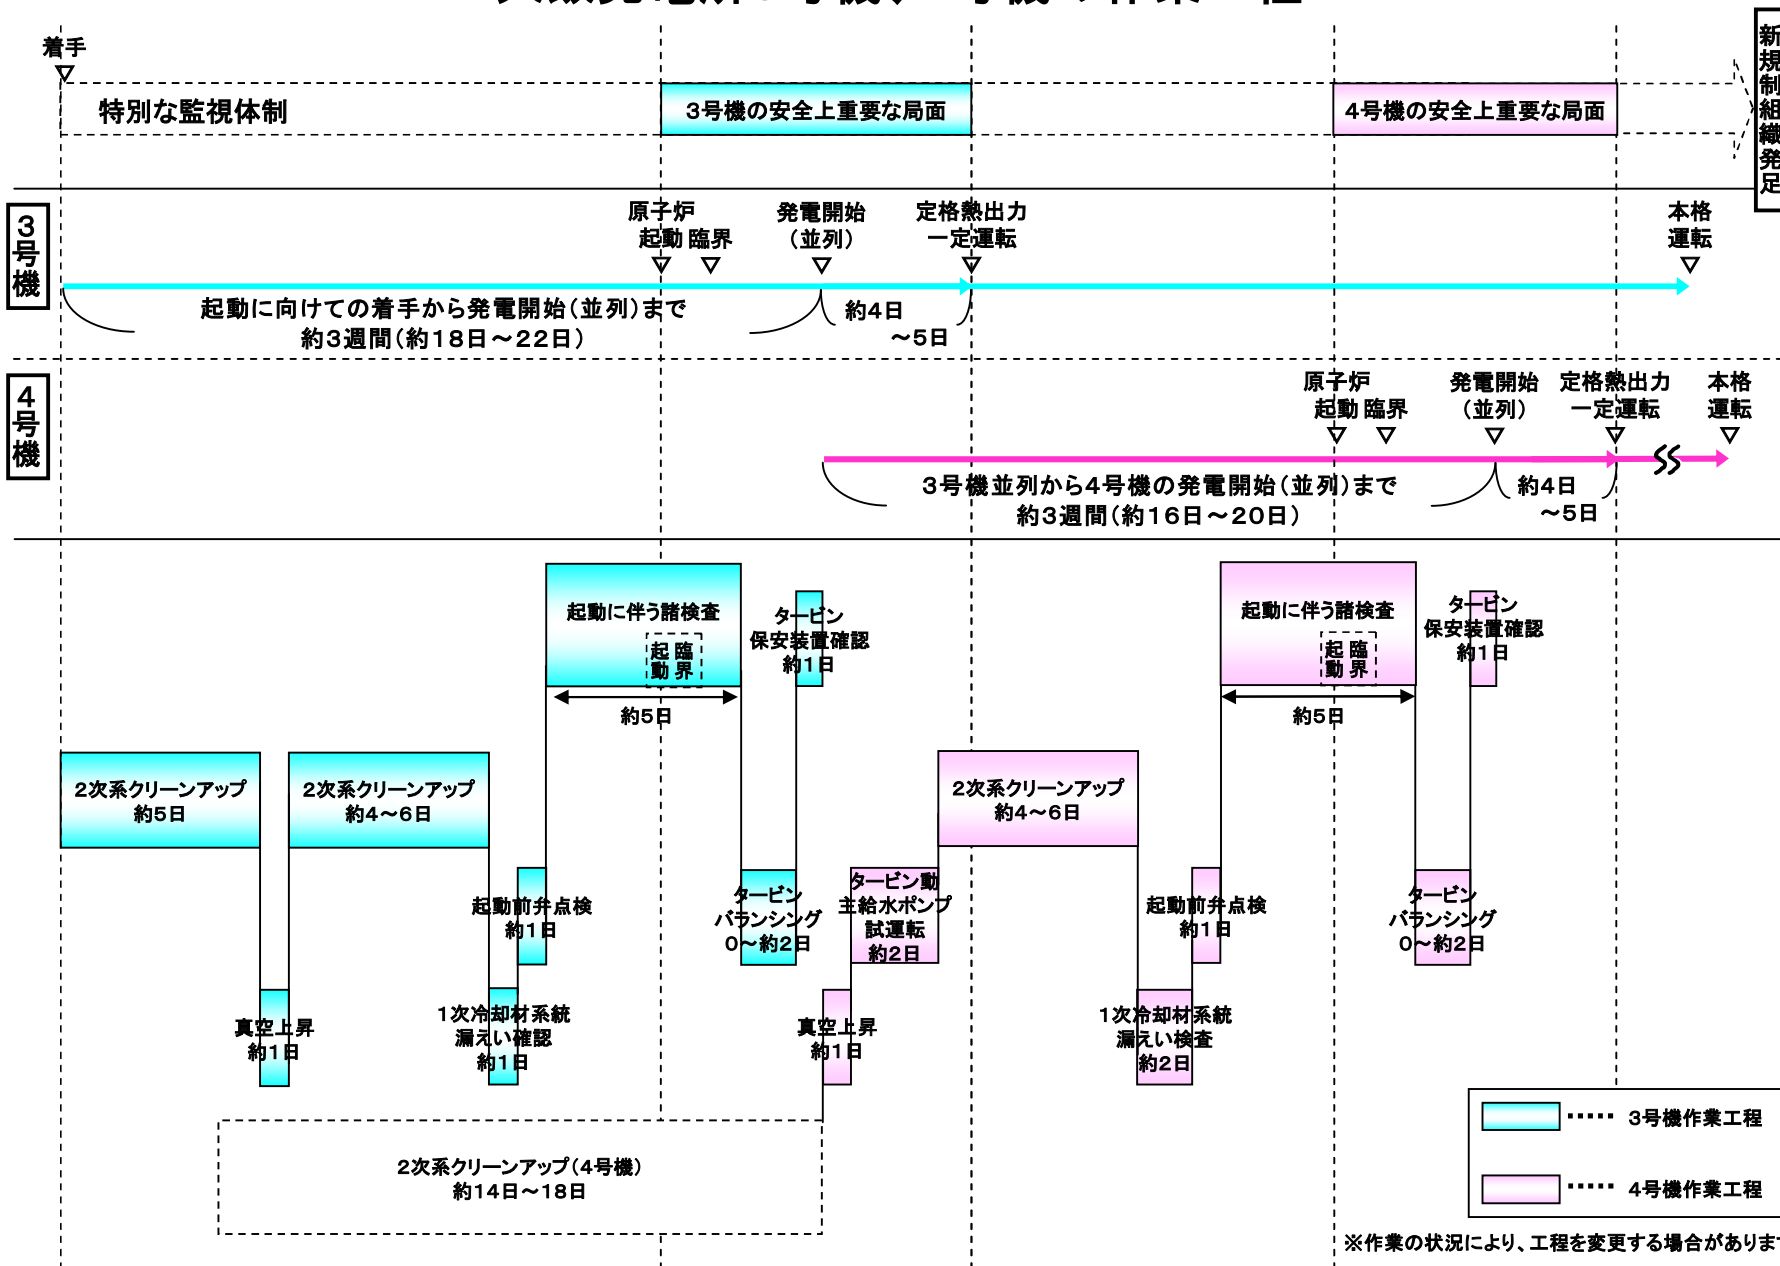 着手
特別な監視体制
3号機の安全上重要な局面
4号機の安全上重要な局面
新規制組織発足
3号機
原子炉
起動 臨界
発電開始
（並列）
定格熱出力
一定運転
本格
運転
起動に向けての着手から発電開始（並列）まで
約3週間（約18日～22日）
約4日
～5日
4号機
原子炉
起動 臨界
発電開始
（並列）
定格熱出力
一定運転
本格
運転
3号機並列から4号機の発電開始（並列）まで
約3週間（約16日～20日）
約4日
～5日
起動に伴う諸検査
起動
臨界
約5日
タービン
保安装置確認
約1日
起動に伴う諸検査
起動
臨界
約5日
タービン
保安装置確認
約1日
2次系クリーンアップ
約5日
2次系クリーンアップ
約4～6日
2次系クリーンアップ
約4～6日
起動前弁点検
約1日
タービン
バランシング
0～約2日
タービン動
主給水ポンプ
試運転
約2日
起動前弁点検
約1日
タービン
バランシング
0～約2日
真空上昇
約1日
1次冷却材系統
漏えい確認
約1日
真空上昇
約1日
1次冷却材系統
漏えい検査
約2日
2次系クリーンアップ（4号機）
約14日～18日
3号機作業工程
4号機作業工程
※作業の状況により、工程を変更する場合がありま